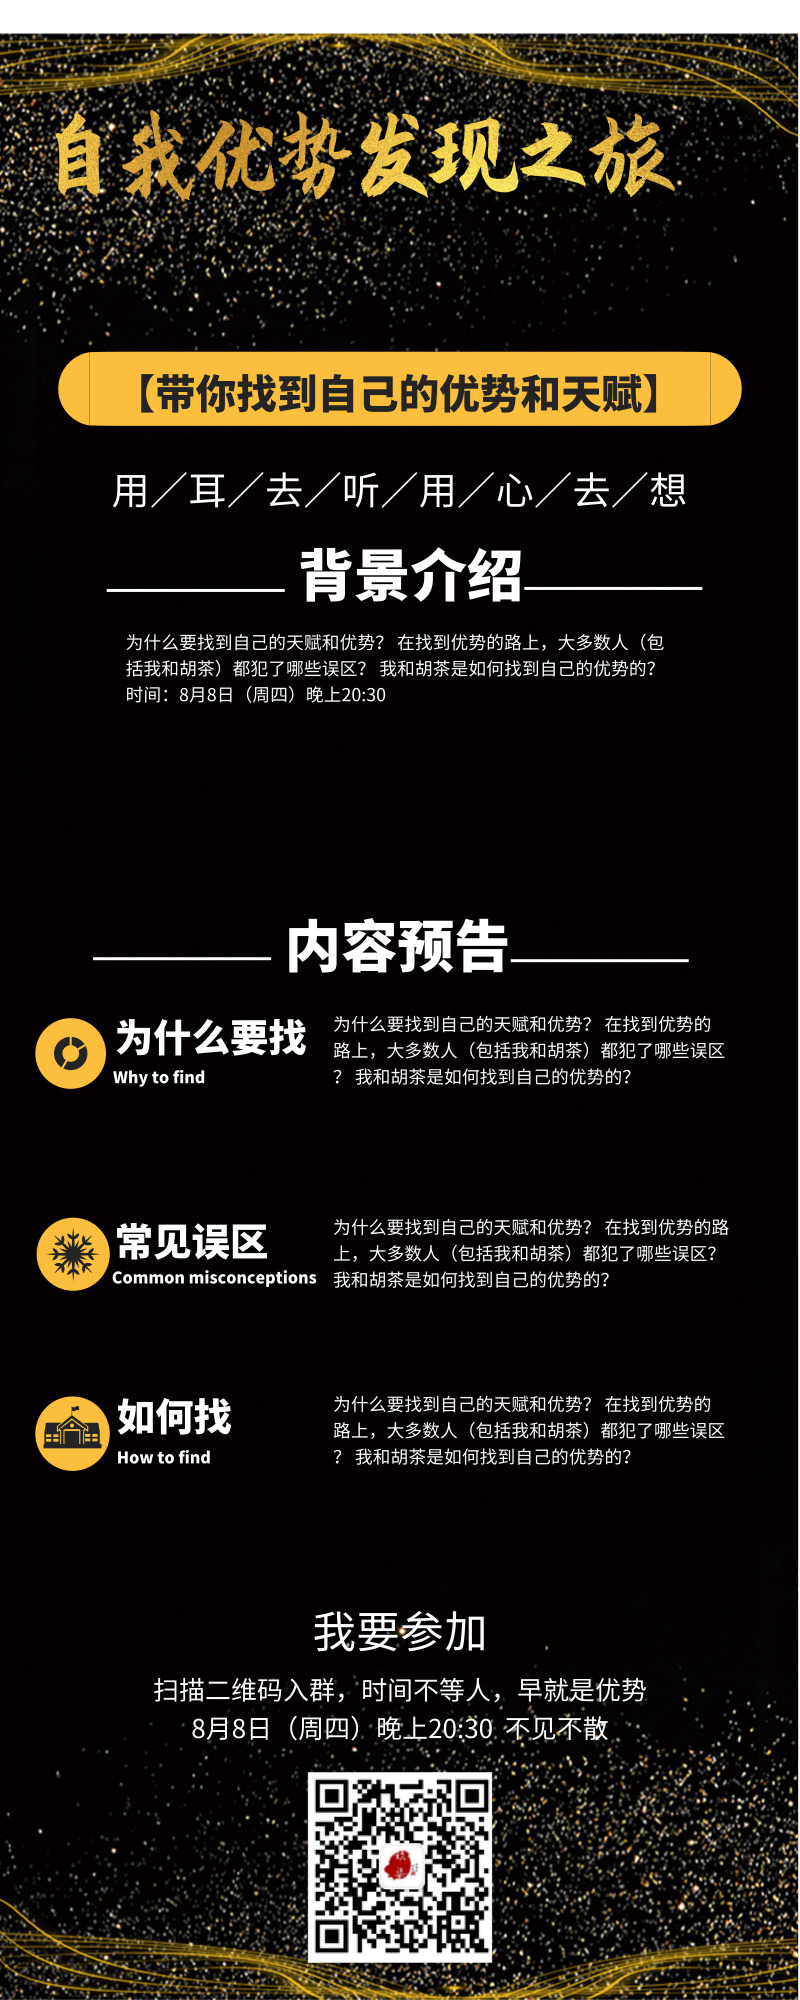 自我优势发现之旅
【带你找到自己的优势和天赋】
用／耳／去／听／用／心／去／想
背景介绍
为什么要找到自己的天赋和优势？ 在找到优势的路上，大多数人（包
括我和胡茶）都犯了哪些误区？ 我和胡茶是如何找到自己的优势的？
时间：8月8日（周四）晚上20:30
内容预告
为什么要找
Why to find
为什么要找到自己的天赋和优势？ 在找到优势的
路上，大多数人（包括我和胡茶）都犯了哪些误区
？ 我和胡茶是如何找到自己的优势的？
常见误区
Common misconceptions
为什么要找到自己的天赋和优势？ 在找到优势的路
上，大多数人（包括我和胡茶）都犯了哪些误区？
我和胡茶是如何找到自己的优势的？
如何找
How to find
为什么要找到自己的天赋和优势？ 在找到优势的
路上，大多数人（包括我和胡茶）都犯了哪些误区
？ 我和胡茶是如何找到自己的优势的？
我要参加
扫描二维码入群，时间不等人，早就是优势
8月8日（周四）晚上20:30 不见不散